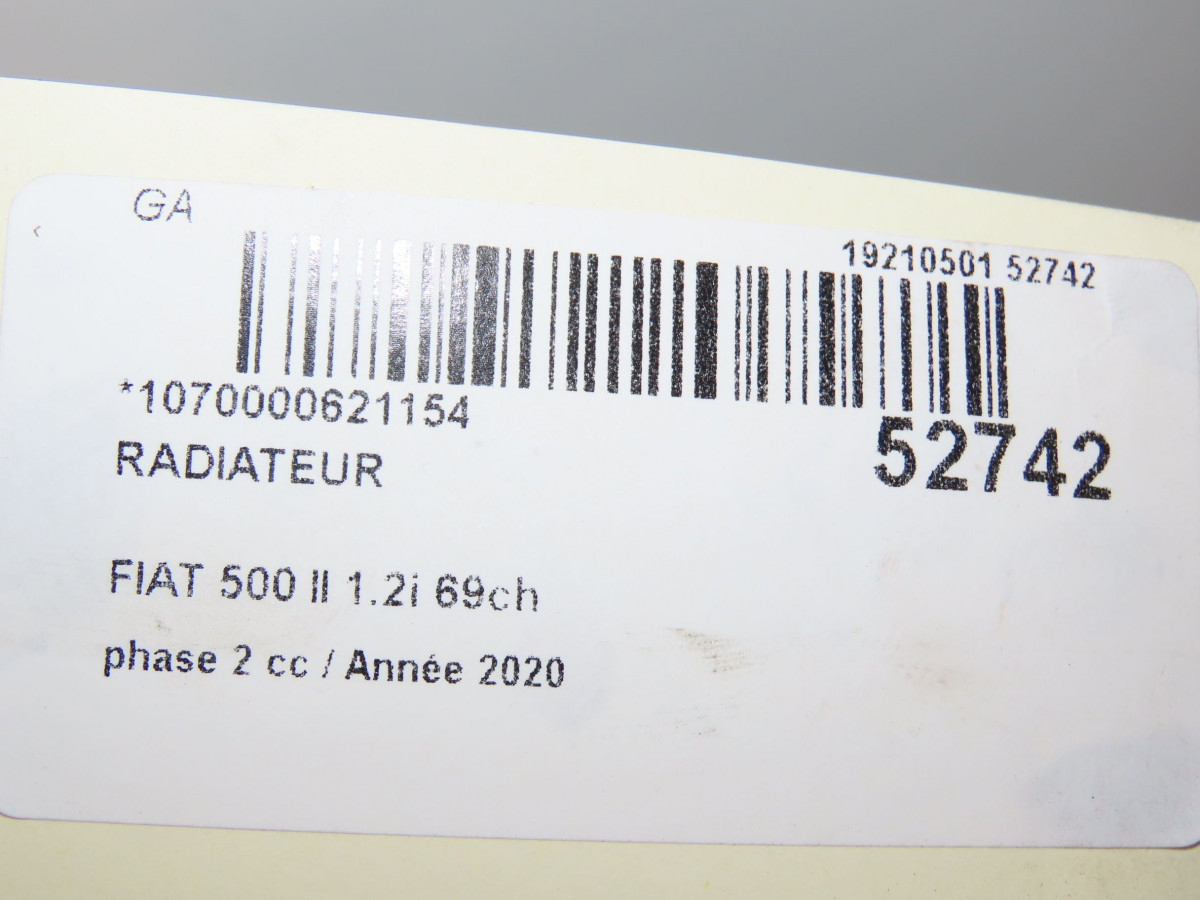 GA
19210501 52742
*1070000621154
52742
RADIATEUR
FIAT 500 II 1.2i 69ch
phase 2 cc / Année 2020